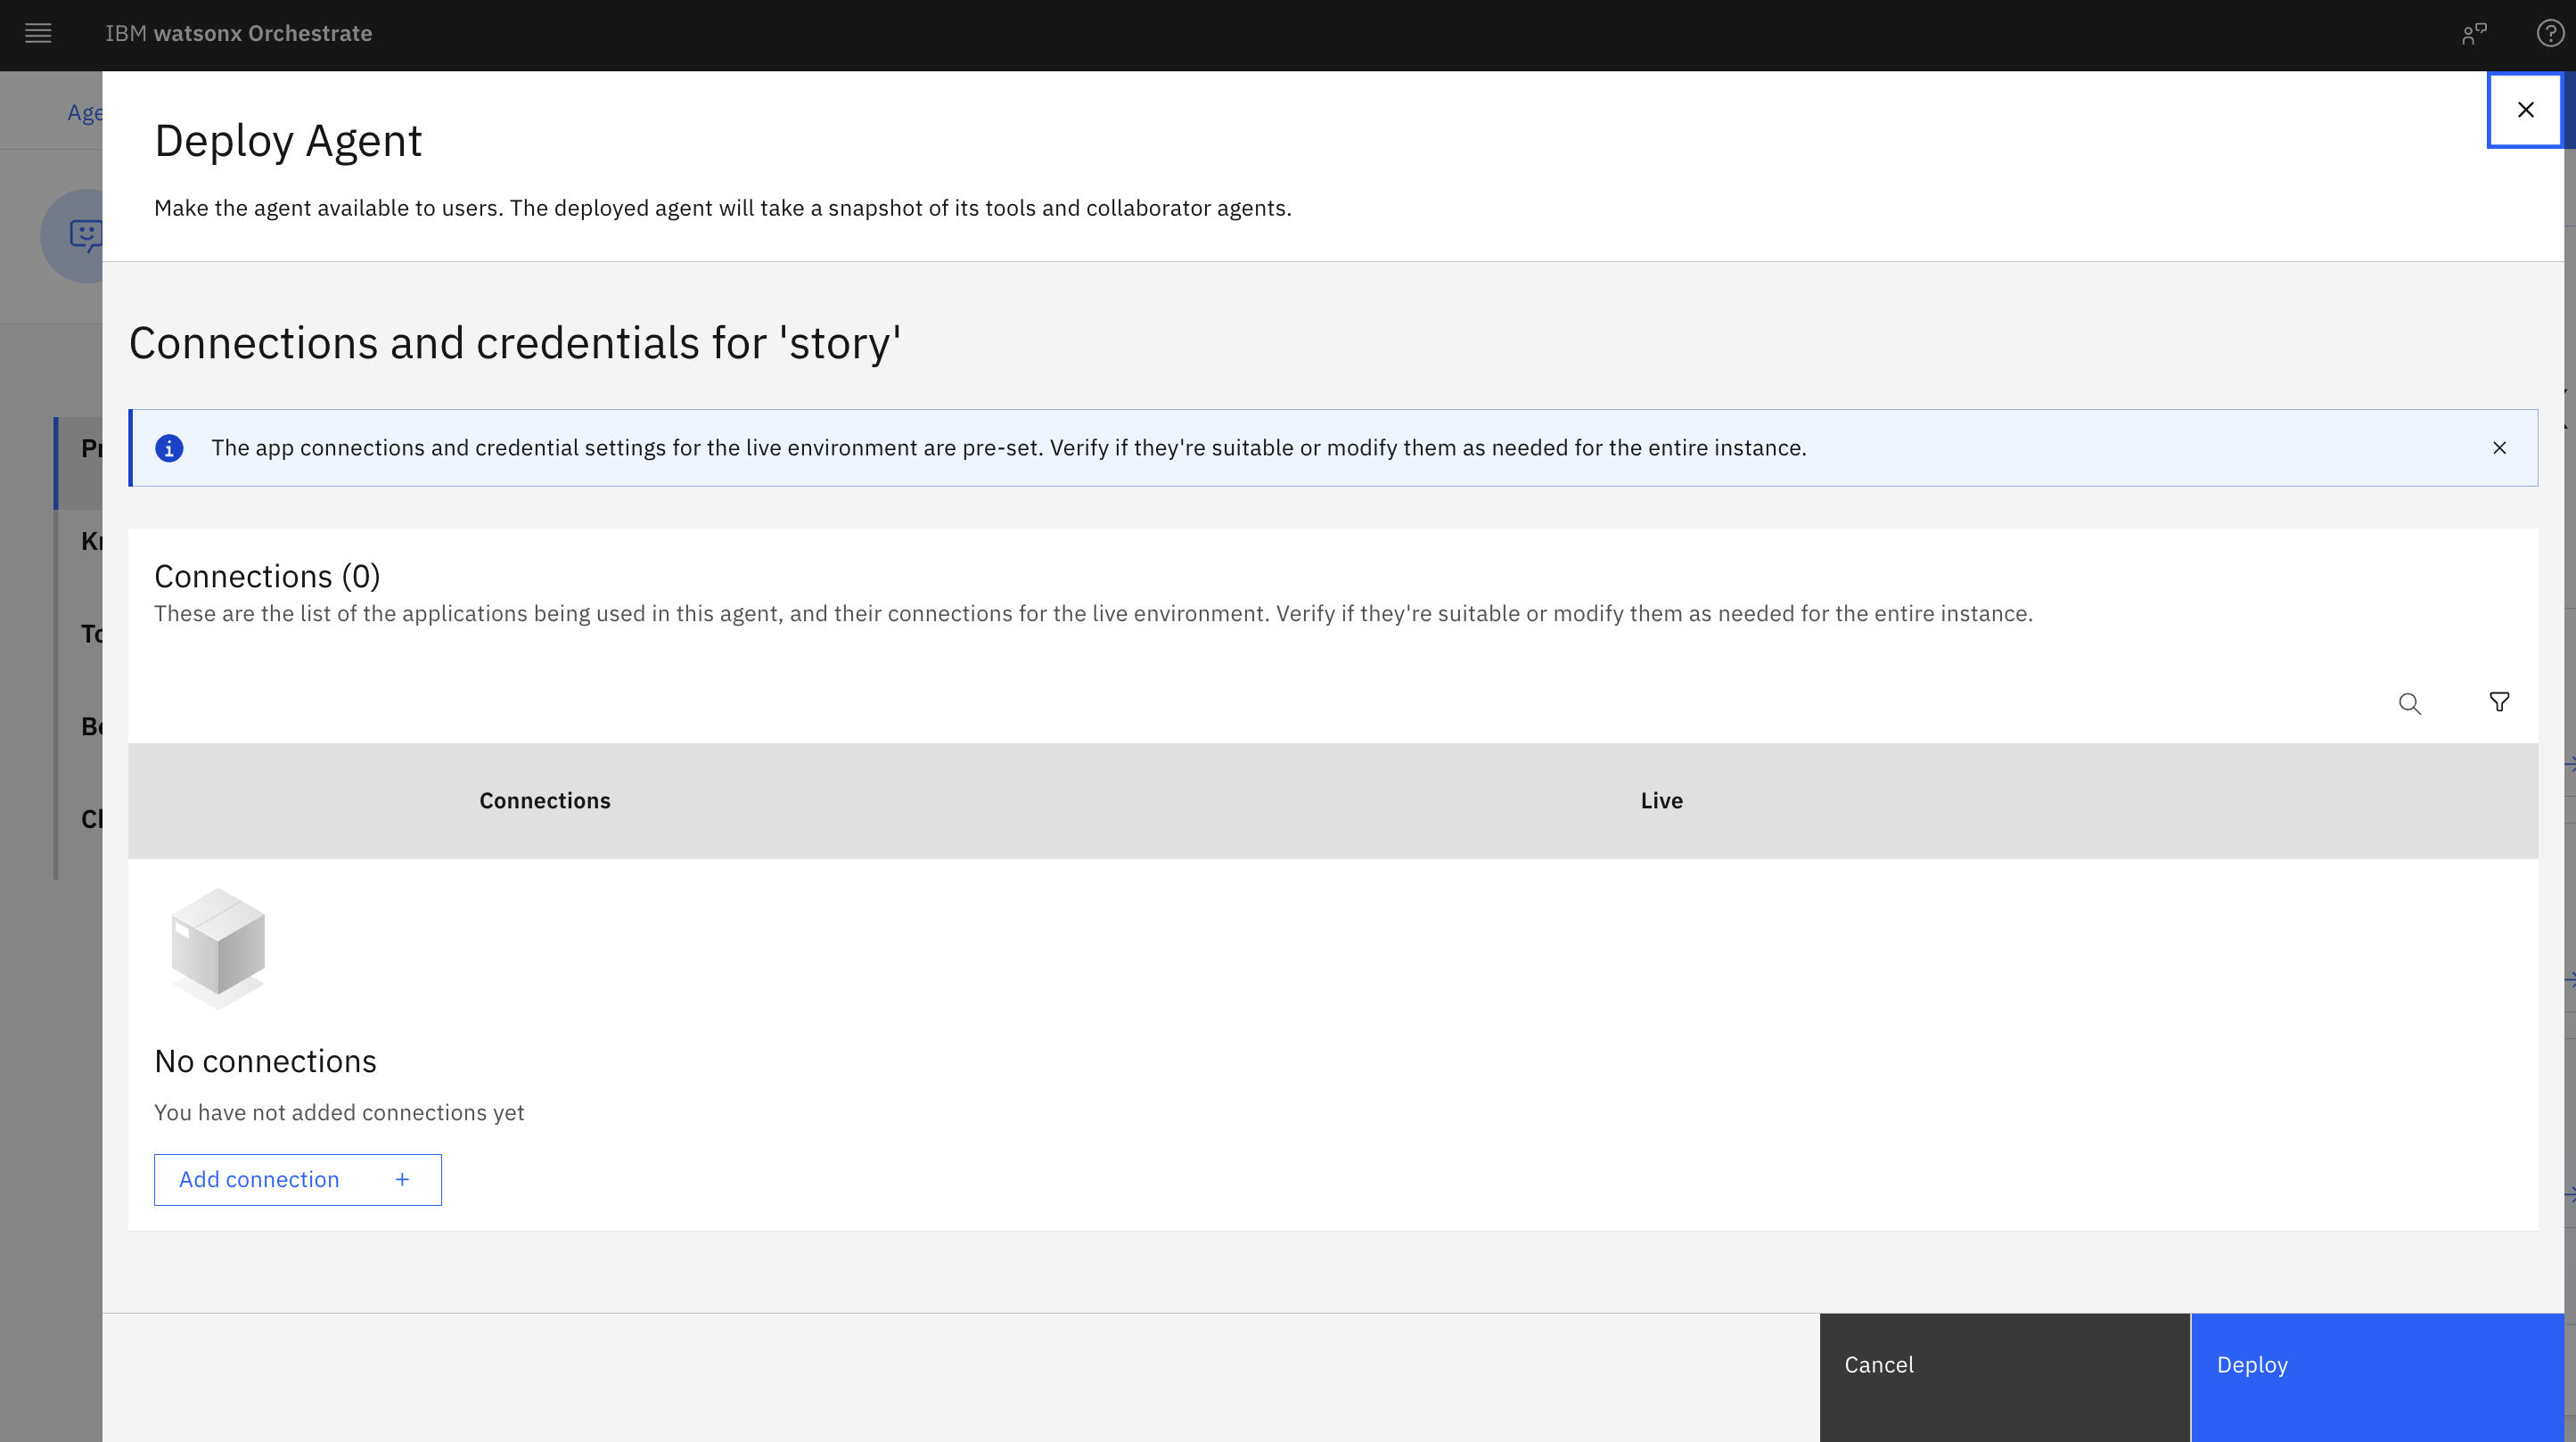 IBM watsonx Orchestrate
Age
Deploy Agent
Make the agent available to users. The deployed agent will take a snapshot of its tools and collaborator agents.
Connections and credentials for 'story'
The app connections and credential settings for the live environment are pre-set. Verify if they're suitable or modify them as needed for the entire instance.
Connections (0)
These are the list of the applications being used in this agent, and their connections for the live environment. Verify if they're suitable or modify them as needed for the entire instance.
Connections Live
No connections
You have not added connections yet
Add connection +
Cancel Deploy